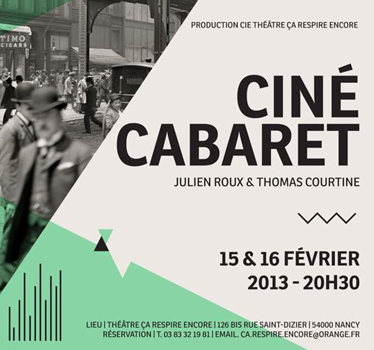 TIMO
CIGARS
PRODUCTION CIE THÉÂTRE ÇA RESPIRE ENCORE
CINÉ
CABARET
JULIEN ROUX & THOMAS COURTINE
15 & 16 FÉVRIER
2013 - 20H30
LIEU | THÉÂTRE ÇA RESPIRE ENCORE | 126 BIS RUE SAINT-DIZIER | 54000 NANCY
RÉSERVATION | T. 03 83 32 19 81 | EMAIL. CA.RESPIRE.ENCORE@ORANGE.FR